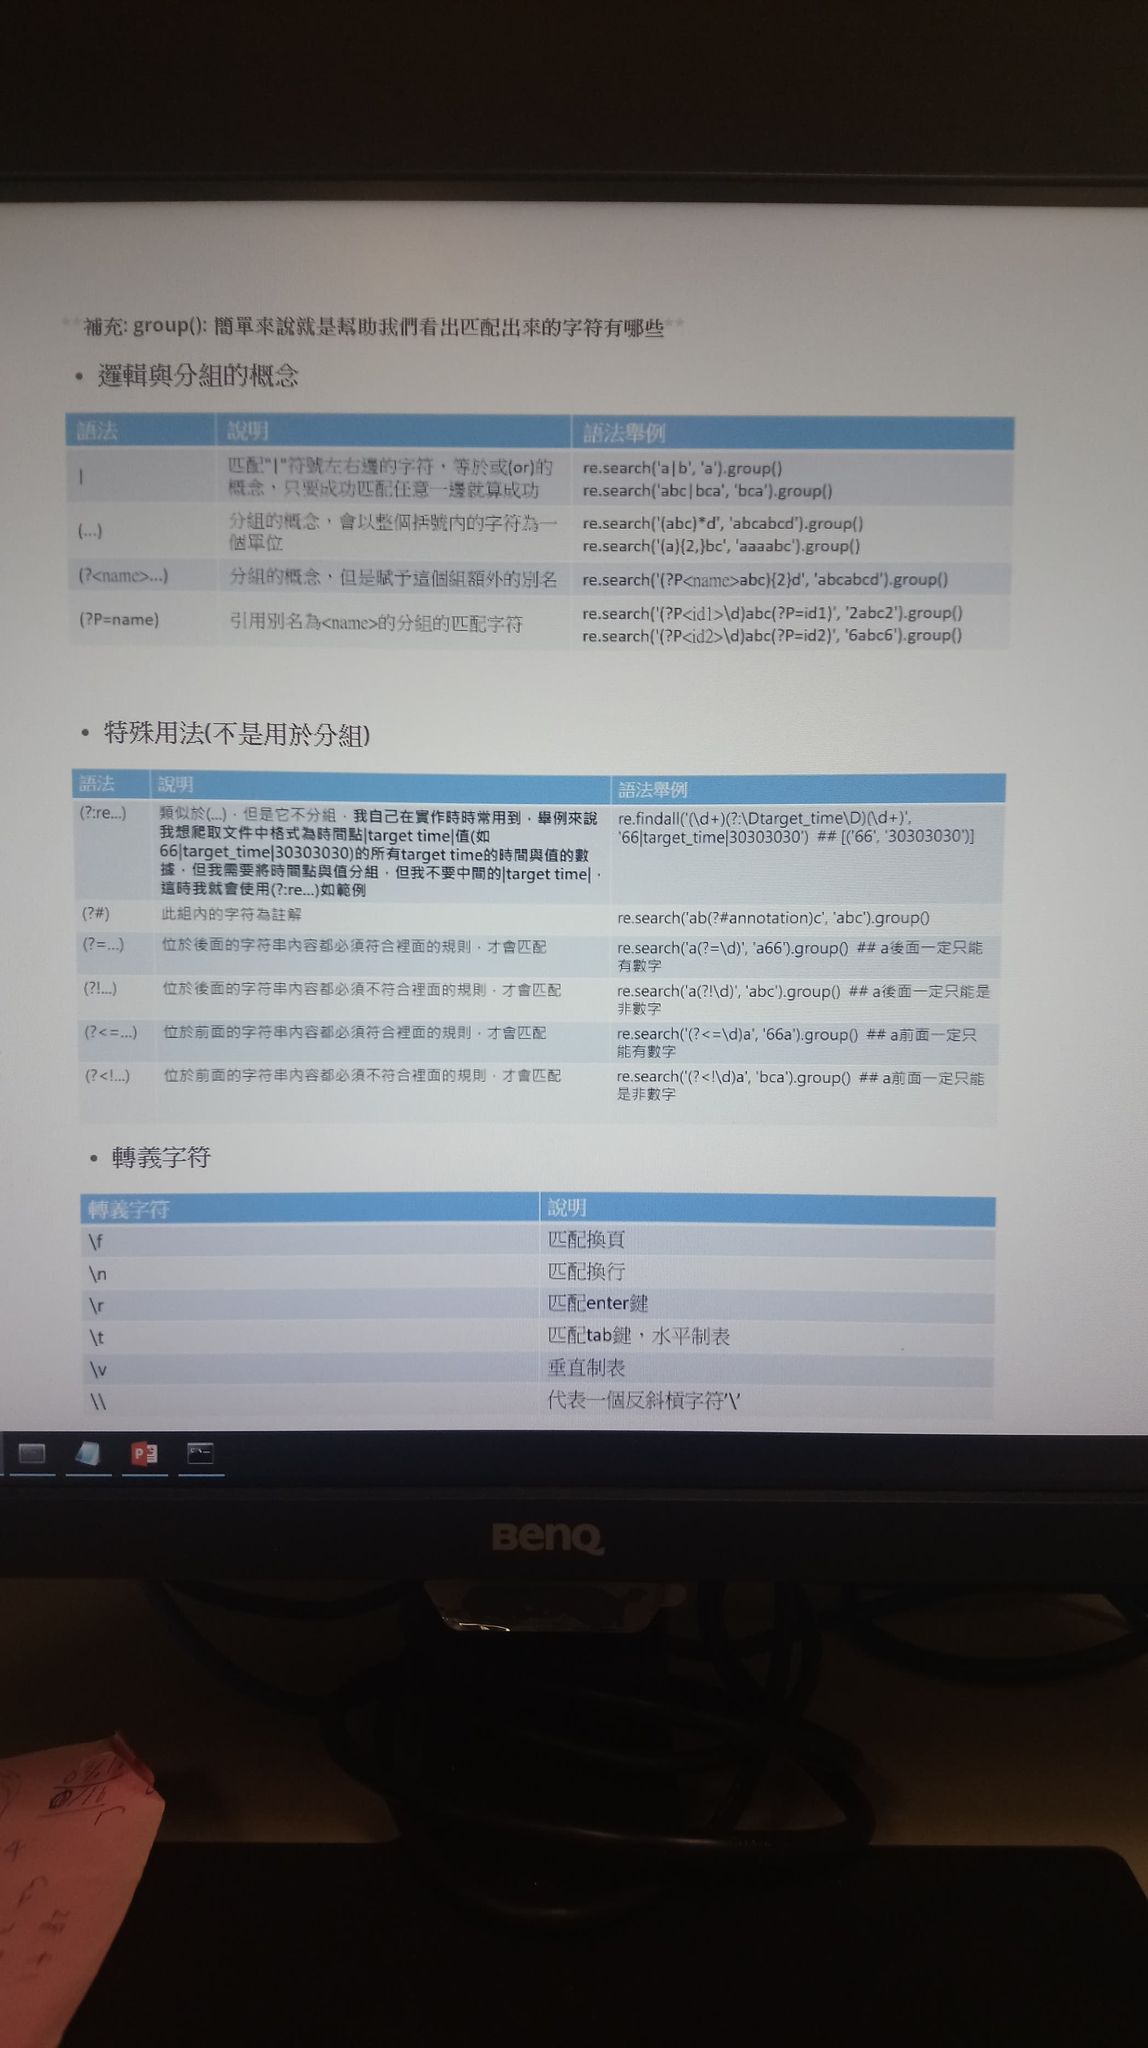 **補充: group(): 簡單來說就是幫助我們看出匹配出來的字符有哪些**
• 邏輯與分組的概念
語法 說明 語法舉例
| 匹配"|"符號左右邊的字符，等於或(or)的 re.search('a|b', 'a').group()
概念，只要成功匹配任意一邊就算成功 re.search('abc|bca', 'bca').group()
(...) 分組的概念，會以整個括號內的字符為一 re.search('(abc)*d', 'abcabcd').group()
個單位 re.search('(a){2,}bc', 'aaaabc').group()
(?<name>...) 分組的概念，但是賦予這個組額外的別名 re.search('(?P<name>abc){2}d', 'abcabcd').group()
(?P=name) 引用別名為<name>的分組的匹配字符 re.search('(?P<id1>\d)abc(?P=id1)', '2abc2').group()
re.search('(?P<id2>\d)abc(?P=id2)', '6abc6').group()
• 特殊用法(不是用於分組)
語法 說明 語法舉例
(?:re...) 類似於(...)，但是它不分組，我自己在實作時時常用到，舉例來說 re.findall('(\d+)(?:\Dtarget_time\D)(\d+)',
我想爬取文件中格式為時間點|target time|值(如 '66|target_time|30303030') ## [('66', '30303030')]
66|target_time|30303030)的所有target time的時間與值的數
據，但我需要將時間點與值分組，但我不要中間的|target time|，
這時我就會使用(?:re...)如範例
(?#) 此組內的字符為註解 re.search('ab(?#annotation)c', 'abc').group()
(?=...) 位於後面的字符串內容都必須符合裡面的規則，才會匹配 re.search('a(?=\d)', 'a66').group() ## a後面一定只能
有數字
(?!...) 位於後面的字符串內容都必須不符合裡面的規則，才會匹配 re.search('a(?!\d)', 'abc').group() ## a後面一定只能是
非數字
(?<=...) 位於前面的字符串內容都必須符合裡面的規則，才會匹配 re.search('(?<=\d)a', '66a').group() ## a前面一定只
能有數字
(?<!...) 位於前面的字符串內容都必須不符合裡面的規則，才會匹配 re.search('(?<!\d)a', 'bca').group() ## a前面一定只能
是非數字
• 轉義字符
轉義字符 說明
\f 匹配換頁
\n 匹配換行
\r 匹配enter鍵
\t 匹配tab鍵，水平制表
\v 垂直制表
\\ 代表一個反斜槓字符'\'
BenQ